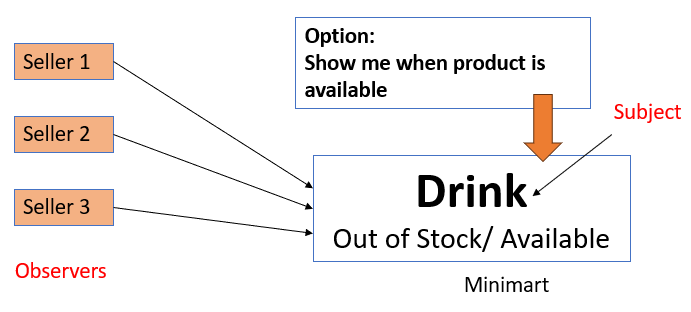 Option:
Show me when product is
available
Seller 1
Seller 2
Seller 3
Observers
Subject
Drink
Out of Stock/ Available
Minimart